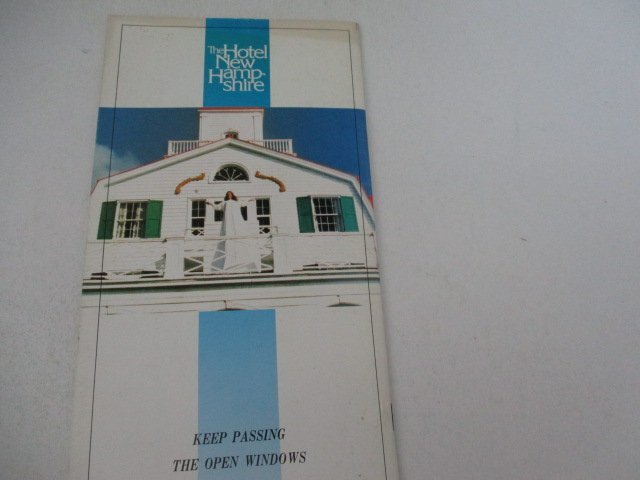 The Hotel
New
Hamp-
shire
KEEP PASSING
THE OPEN WINDOWS